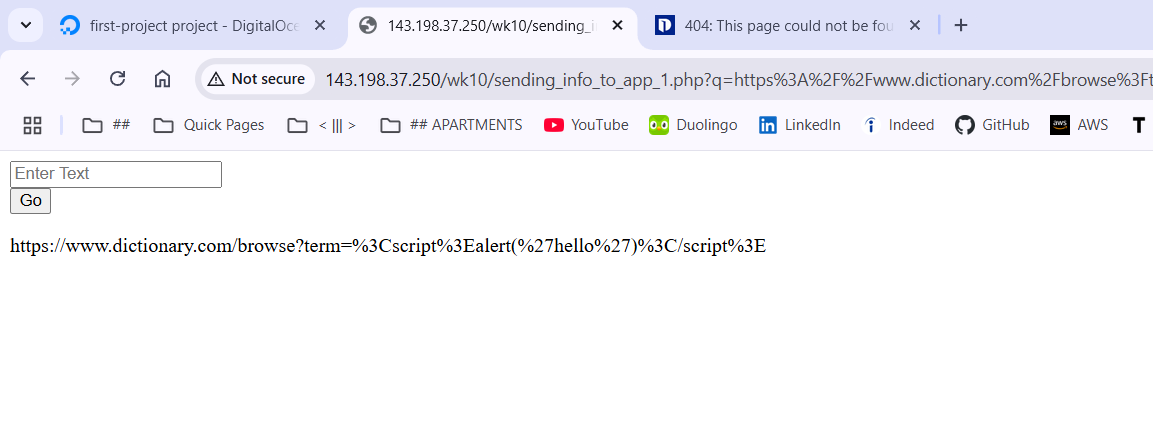 first-project project - DigitalOce
143.198.37.250/wk10/sending_i
404: This page could not be fou
Not secure 143.198.37.250/wk10/sending_info_to_app_1.php?q=https%3A%2F%2Fwww.dictionary.com%2Fbrowse%3Ft
## Quick Pages < ||| > ## APARTMENTS YouTube Duolingo LinkedIn Indeed GitHub aws AWS T
Enter Text
Go
https://www.dictionary.com/browse?term=%3Cscript%3Ealert(%27hello%27)%3C/script%3E